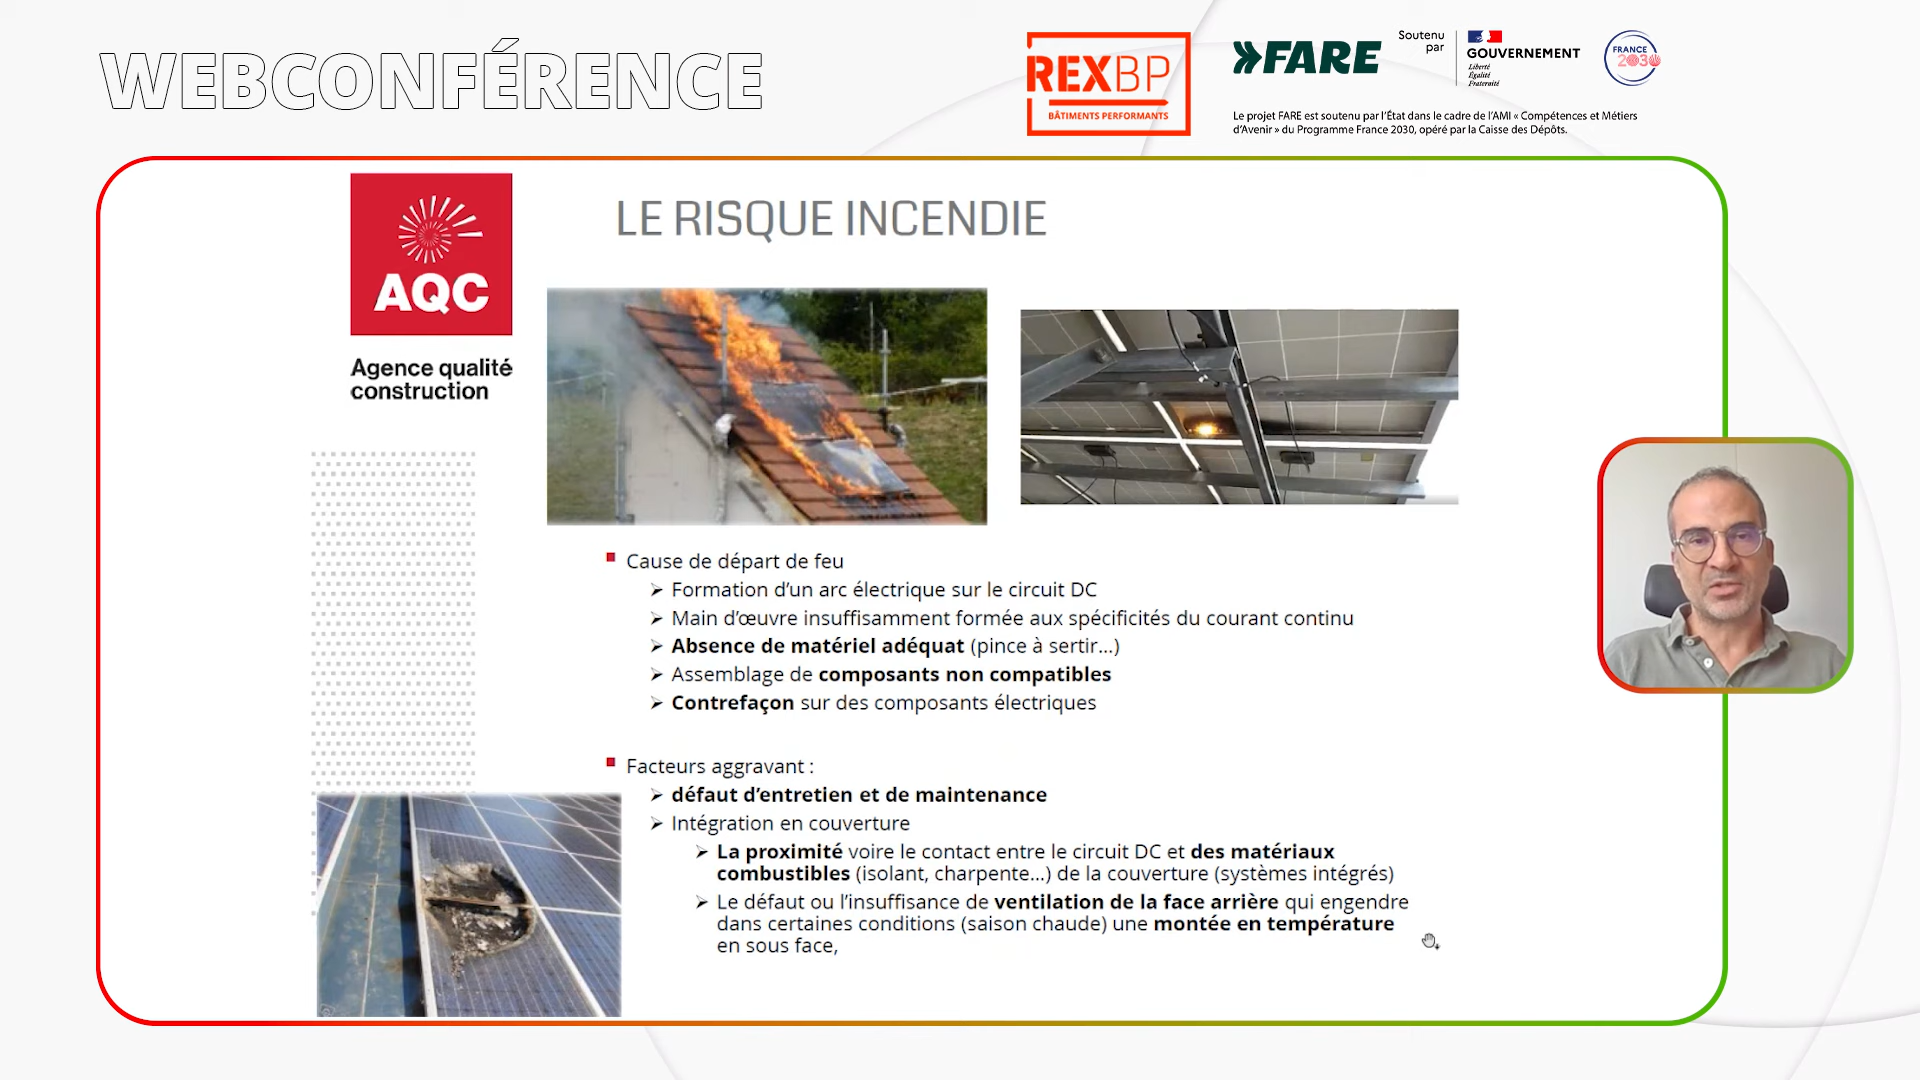 WEBCONFÉRENCE
REXBP
BÂTIMENTS PERFORMANTS
FARE
Soutenu
par
GOUVERNEMENT
Liberté
Égalité
Fraternité
FRANCE
2030
Le projet FARE est soutenu par l'État dans le cadre de l'AMI « Compétences et Métiers
d'Avenir » du Programme France 2030, opéré par la Caisse des Dépôts.
AQC
Agence qualité
construction
LE RISQUE INCENDIE
Cause de départ de feu
Formation d'un arc électrique sur le circuit DC
Main d'œuvre insuffisamment formée aux spécificités du courant continu
Absence de matériel adéquat (pince à sertir...)
Assemblage de composants non compatibles
Contrefaçon sur des composants électriques
Facteurs aggravant :
défaut d'entretien et de maintenance
Intégration en couverture
La proximité voire le contact entre le circuit DC et des matériaux
combustibles (isolant, charpente...) de la couverture (systèmes intégrés)
Le défaut ou l'insuffisance de ventilation de la face arrière qui engendre
dans certaines conditions (saison chaude) une montée en température
en sous face,